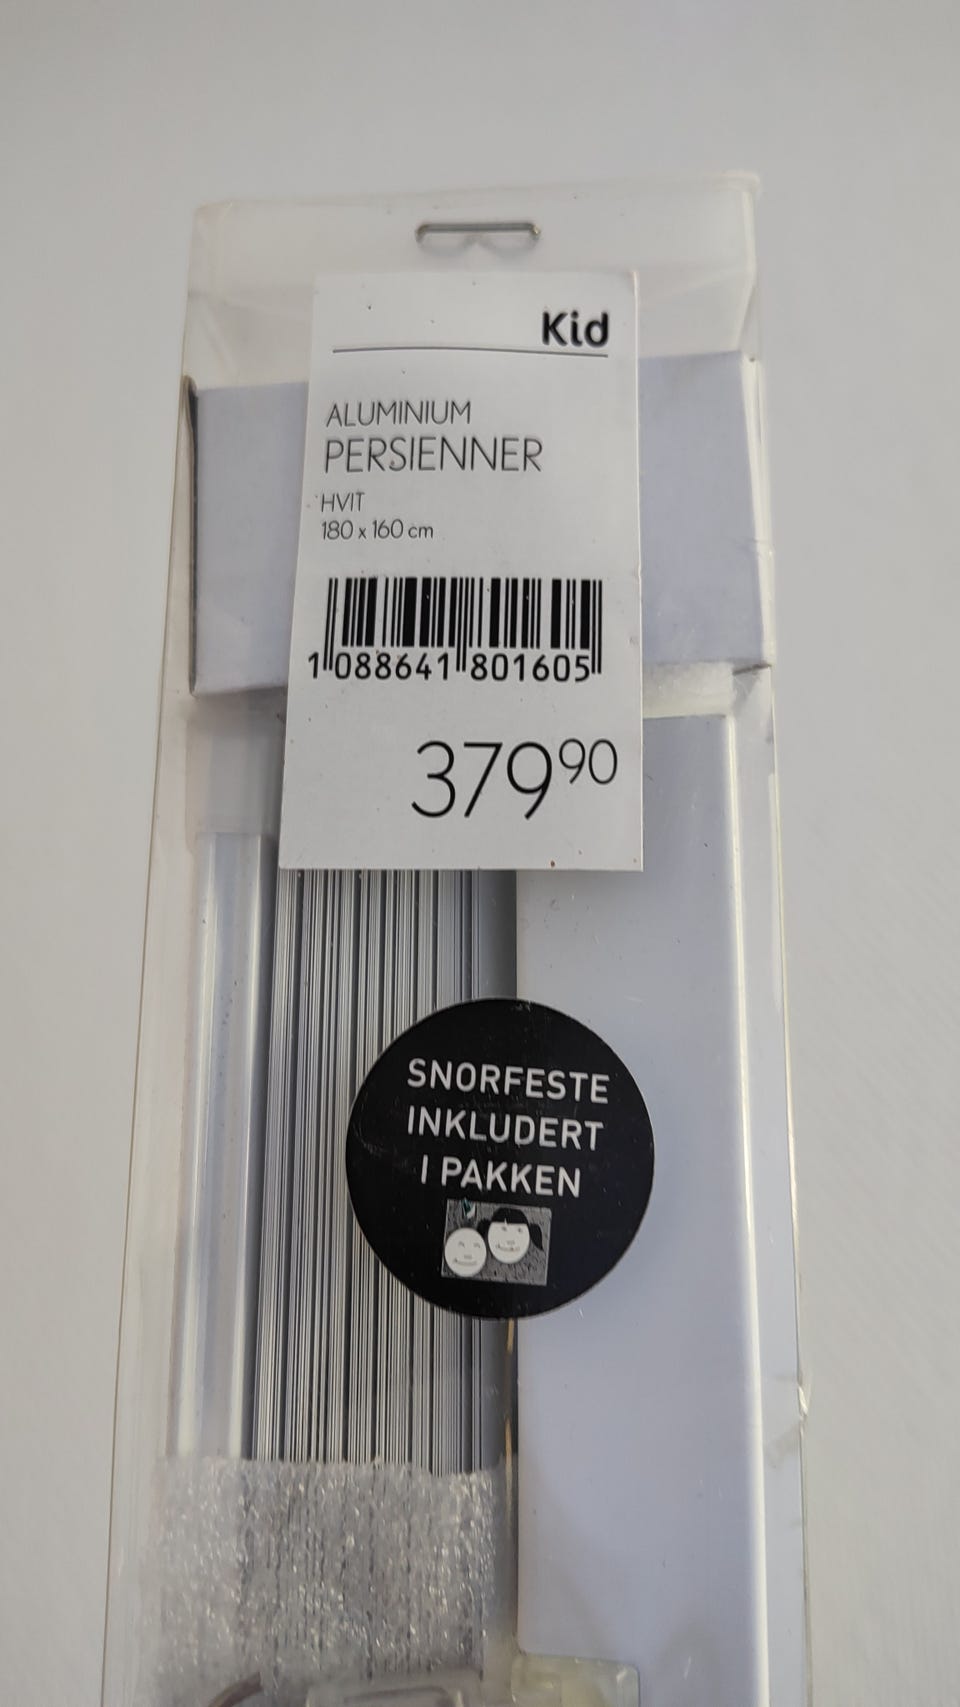 Kid
ALUMINIUM
PERSIENNER
HVIT
180 x 160 cm
1 088641 801605
379 90
SNORFESTE
INKLUDERT
I PAKKEN